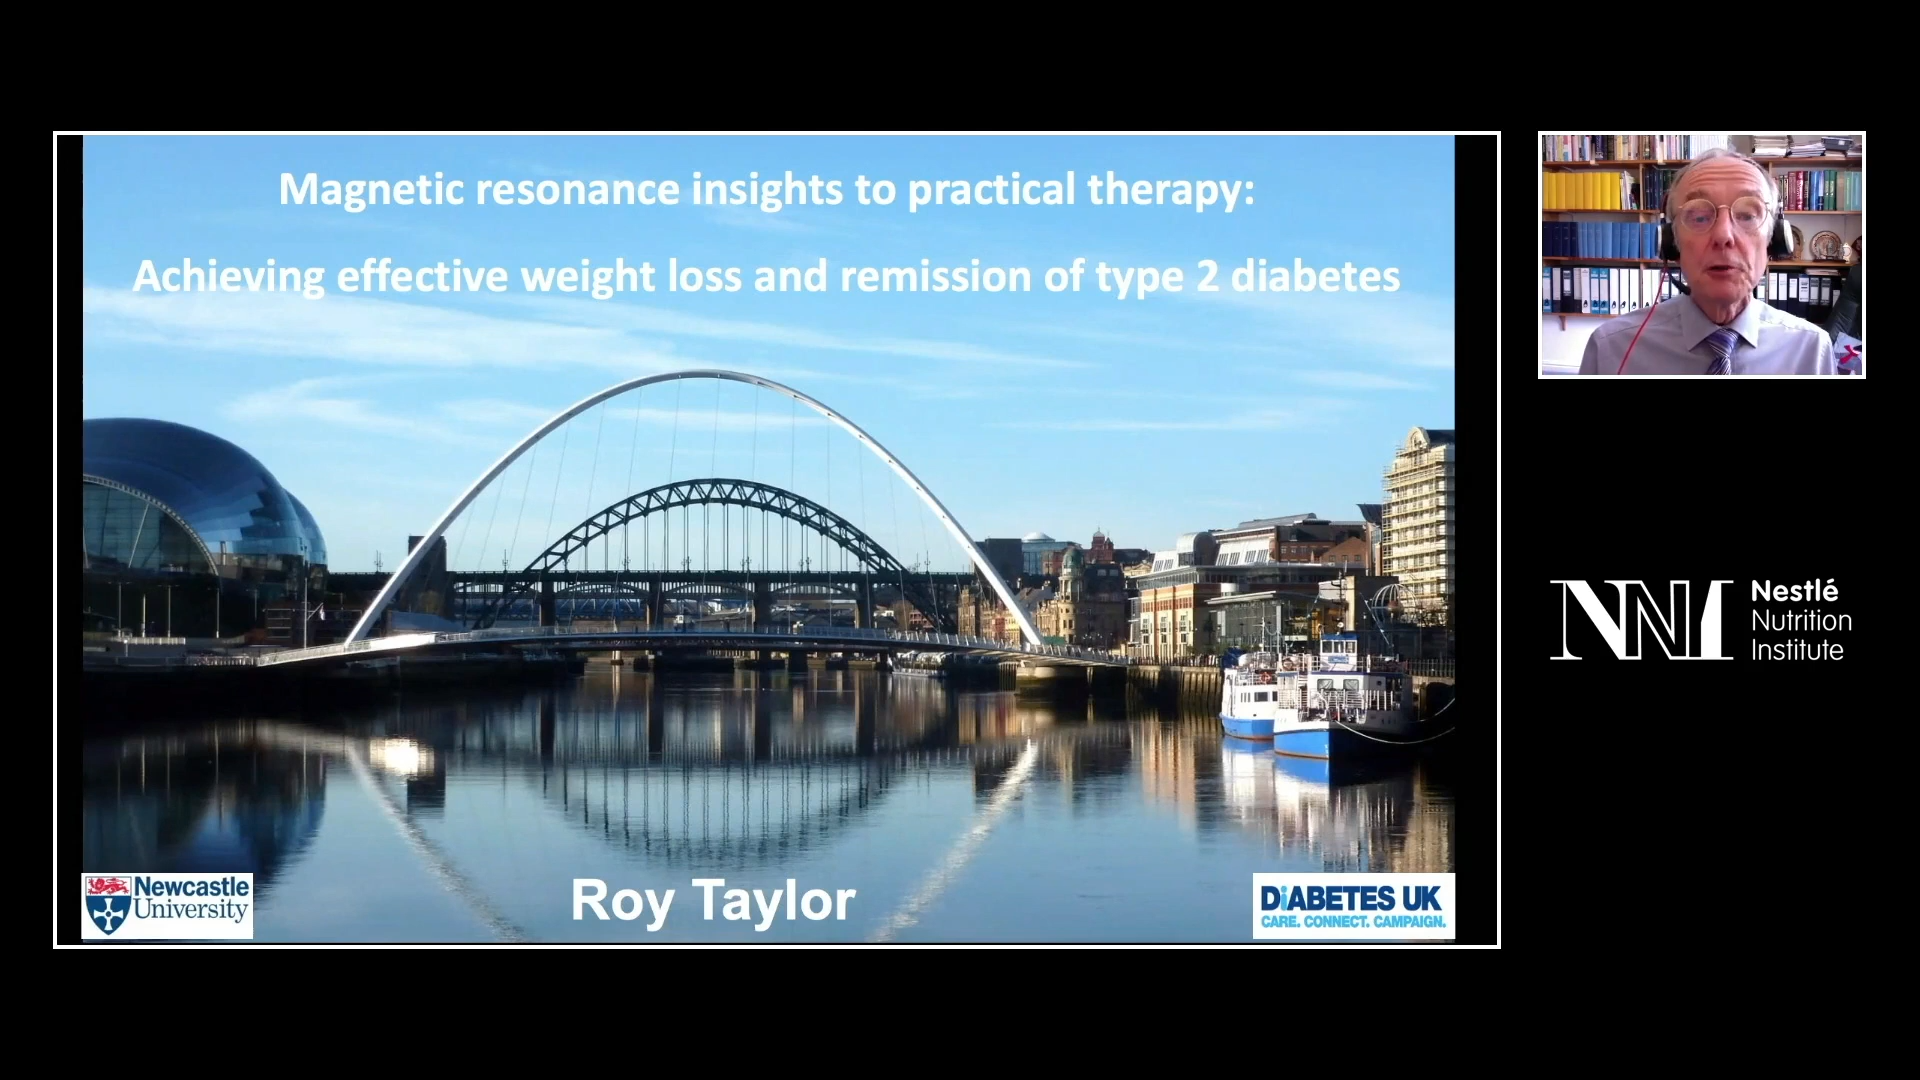 Magnetic resonance insights to practical therapy:
Achieving effective weight loss and remission of type 2 diabetes
Roy Taylor
Newcastle
University
DiABETES UK
CARE. CONNECT. CAMPAIGN.
NNI
Nestlé
Nutrition
Institute